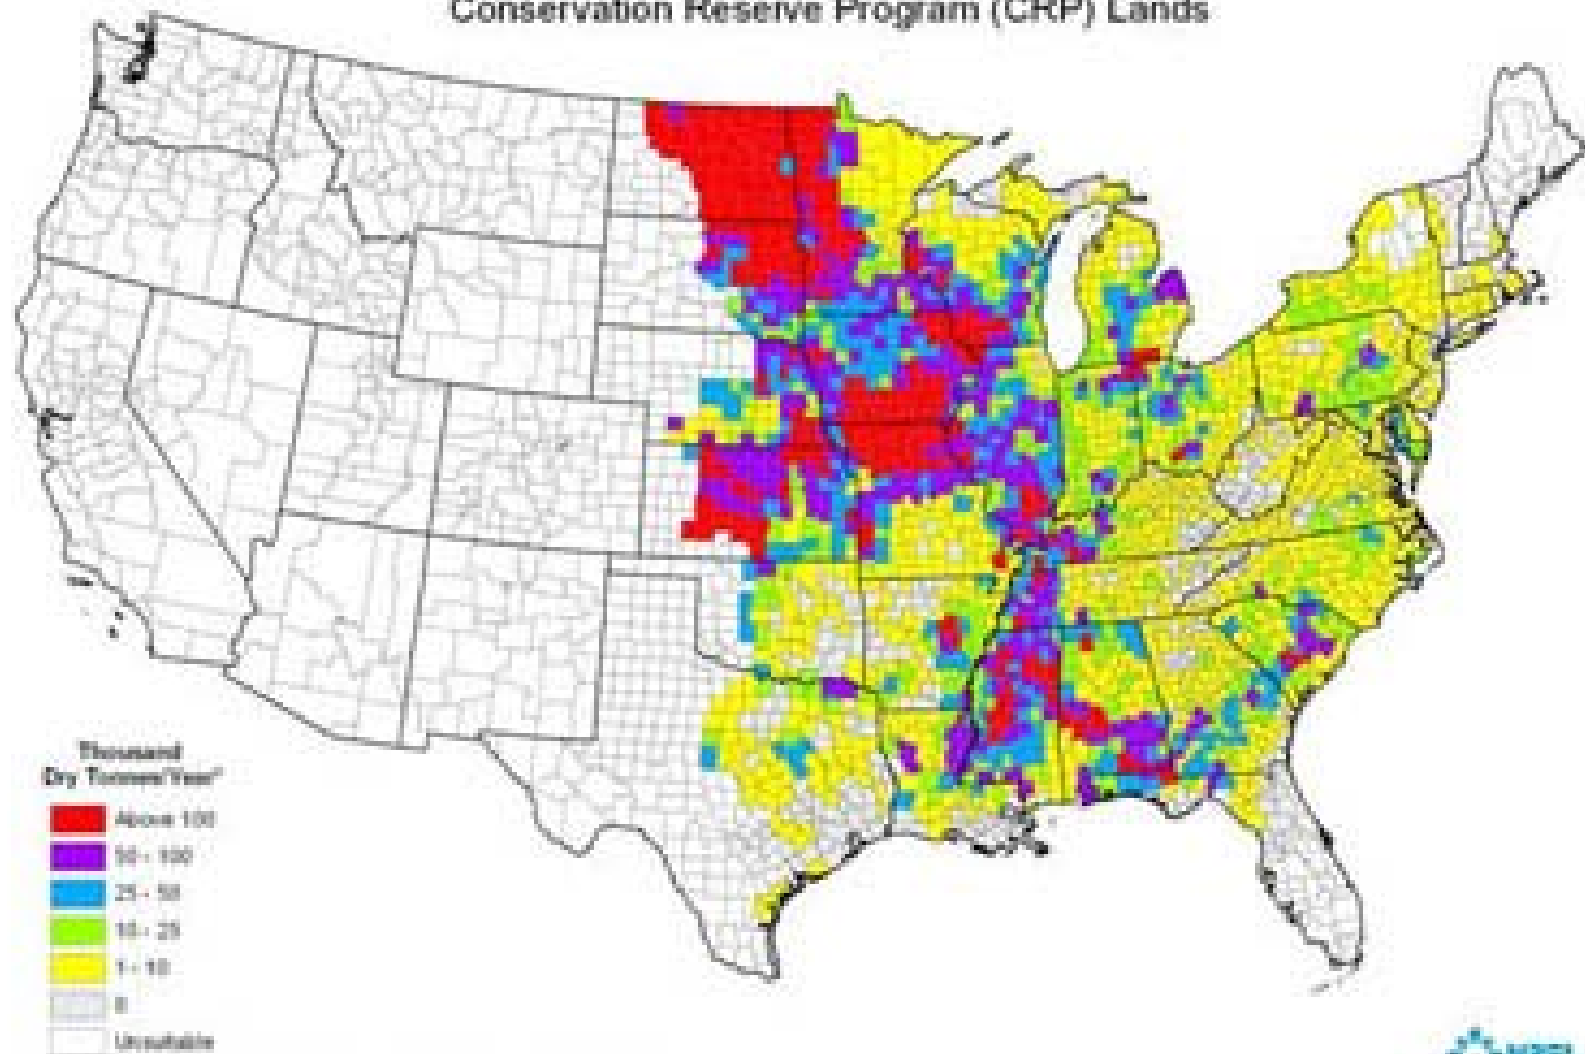 Conservation Reserve Program (CRP) Lands
Thousand
Dry Tonnes/Year*
Above 100
50 - 100
25 - 50
10 - 25
1 - 10
0
Unsuitable